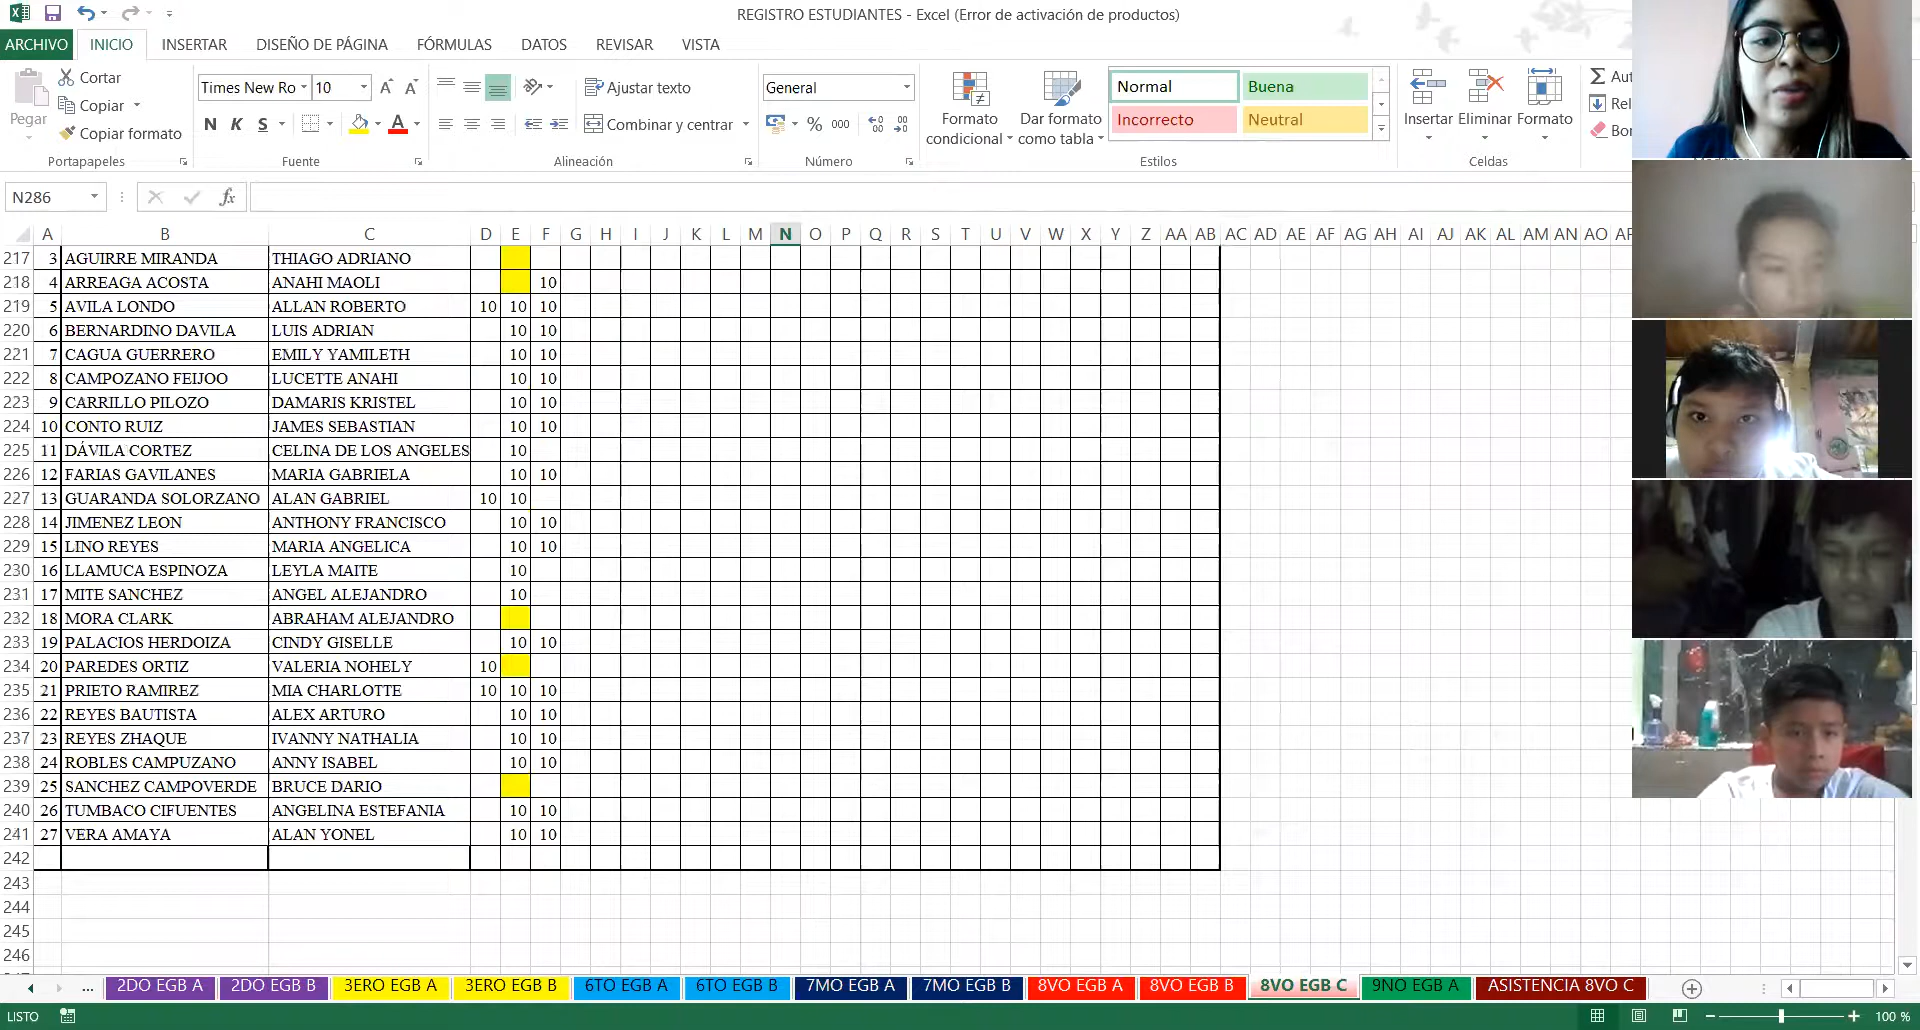 REGISTRO ESTUDIANTES - Excel (Error de activación de productos)
ARCHIVO INICIO INSERTAR DISEÑO DE PÁGINA FÓRMULAS DATOS REVISAR VISTA
Pegar
Cortar
Copiar
Copiar formato
Portapapeles
Times New Ro 10
N K S
Fuente
Ajustar texto
Combinar y centrar
Alineación
General
% 000
Número
Formato condicional
Dar formato como tabla
Normal Buena
Incorrecto Neutral
Estilos
Insertar Eliminar Formato
Celdas
Σ Aut
Rel
Bor
N286 fx
A B C D E F G H I J K L M N O P Q R S T U V W X Y Z AA AB AC AD AE AF AG AH AI AJ AK AL AM AN AO AP
217 3 AGUIRRE MIRANDA THIAGO ADRIANO
218 4 ARREAGA ACOSTA ANAHI MAOLI 10
219 5 AVILA LONDO ALLAN ROBERTO 10 10 10
220 6 BERNARDINO DAVILA LUIS ADRIAN 10 10
221 7 CAGUA GUERRERO EMILY YAMILETH 10 10
222 8 CAMPOZANO FEIJOO LUCETTE ANAHI 10 10
223 9 CARRILLO PILOZO DAMARIS KRISTEL 10 10
224 10 CONTO RUIZ JAMES SEBASTIAN 10 10
225 11 DÁVILA CORTEZ CELINA DE LOS ANGELES 10
226 12 FARIAS GAVILANES MARIA GABRIELA 10 10
227 13 GUARANDA SOLORZANO ALAN GABRIEL 10 10
228 14 JIMENEZ LEON ANTHONY FRANCISCO 10 10
229 15 LINO REYES MARIA ANGELICA 10 10
230 16 LLAMUCA ESPINOZA LEYLA MAITE 10
231 17 MITE SANCHEZ ANGEL ALEJANDRO 10
232 18 MORA CLARK ABRAHAM ALEJANDRO
233 19 PALACIOS HERDOIZA CINDY GISELLE 10 10
234 20 PAREDES ORTIZ VALERIA NOHELY 10
235 21 PRIETO RAMIREZ MIA CHARLOTTE 10 10 10
236 22 REYES BAUTISTA ALEX ARTURO 10 10
237 23 REYES ZHAQUE IVANNY NATHALIA 10 10
238 24 ROBLES CAMPUZANO ANNY ISABEL 10 10
239 25 SANCHEZ CAMPOVERDE BRUCE DARIO
240 26 TUMBACO CIFUENTES ANGELINA ESTEFANIA 10 10
241 27 VERA AMAYA ALAN YONEL 10 10
242
243
244
245
246
... 2DO EGB A 2DO EGB B 3ERO EGB A 3ERO EGB B 6TO EGB A 6TO EGB B 7MO EGB A 7MO EGB B 8VO EGB A 8VO EGB B 8VO EGB C 9NO EGB A ASISTENCIA 8VO C
LISTO 100 %